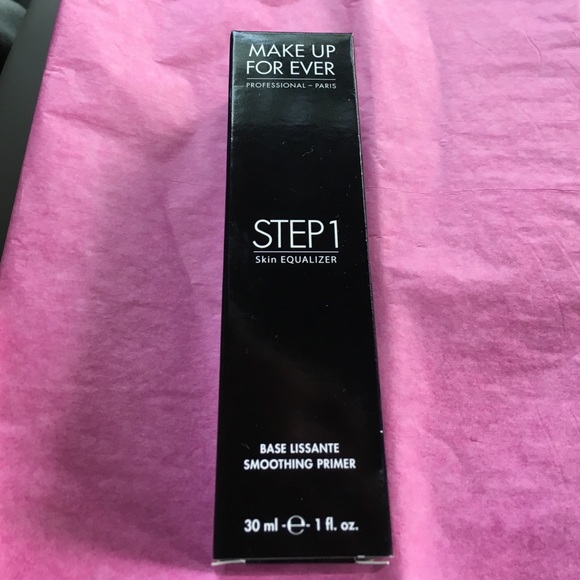 MAKE UP
FOR EVER
PROFESSIONAL – PARIS
STEP 1
Skin EQUALIZER
BASE LISSANTE
SMOOTHING PRIMER
30 ml -℮- 1 fl. oz.